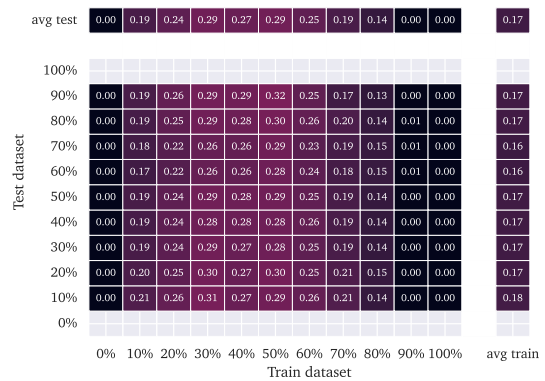 avg test 0.00 0.19 0.24 0.29 0.27 0.29 0.25 0.19 0.14 0.00 0.00 0.17
100%
90% 0.00 0.19 0.26 0.29 0.29 0.32 0.25 0.17 0.13 0.00 0.00 0.17
80% 0.00 0.19 0.25 0.29 0.28 0.30 0.26 0.20 0.14 0.01 0.00 0.17
70% 0.00 0.18 0.22 0.26 0.26 0.29 0.23 0.19 0.15 0.01 0.00 0.16
60% 0.00 0.17 0.22 0.26 0.26 0.28 0.24 0.18 0.15 0.01 0.00 0.16
50% 0.00 0.19 0.24 0.29 0.28 0.29 0.25 0.19 0.14 0.00 0.00 0.17
40% 0.00 0.19 0.24 0.28 0.28 0.28 0.26 0.19 0.14 0.00 0.00 0.17
30% 0.00 0.19 0.24 0.29 0.27 0.28 0.25 0.19 0.14 0.00 0.00 0.17
20% 0.00 0.20 0.25 0.30 0.27 0.30 0.25 0.21 0.15 0.00 0.00 0.17
10% 0.00 0.21 0.26 0.31 0.27 0.29 0.26 0.21 0.14 0.00 0.00 0.18
0%
Test dataset
0% 10% 20% 30% 40% 50% 60% 70% 80% 90% 100% avg train
Train dataset